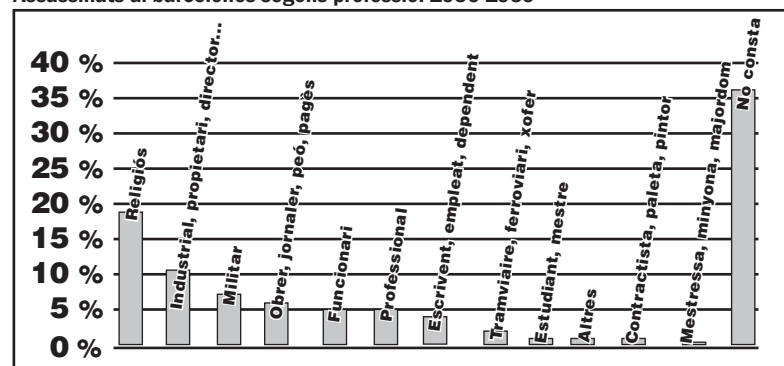 Assassinats al barcelonès segons professió.
40 %
35 %
30 %
25 %
20 %
15 %
10 %
5 %
0 %
Religiós
Industrial, propietari, director...
Militar
Obrer, jornaler, peó, pagès
Funcionari
Professional
Escrivent, empleat, dependent
Tramviaire, ferroviari, xofer
Estudiant, mestre
Altres
Contractista, paleta, pintor
Mestressa, minyona, majordom
No consta